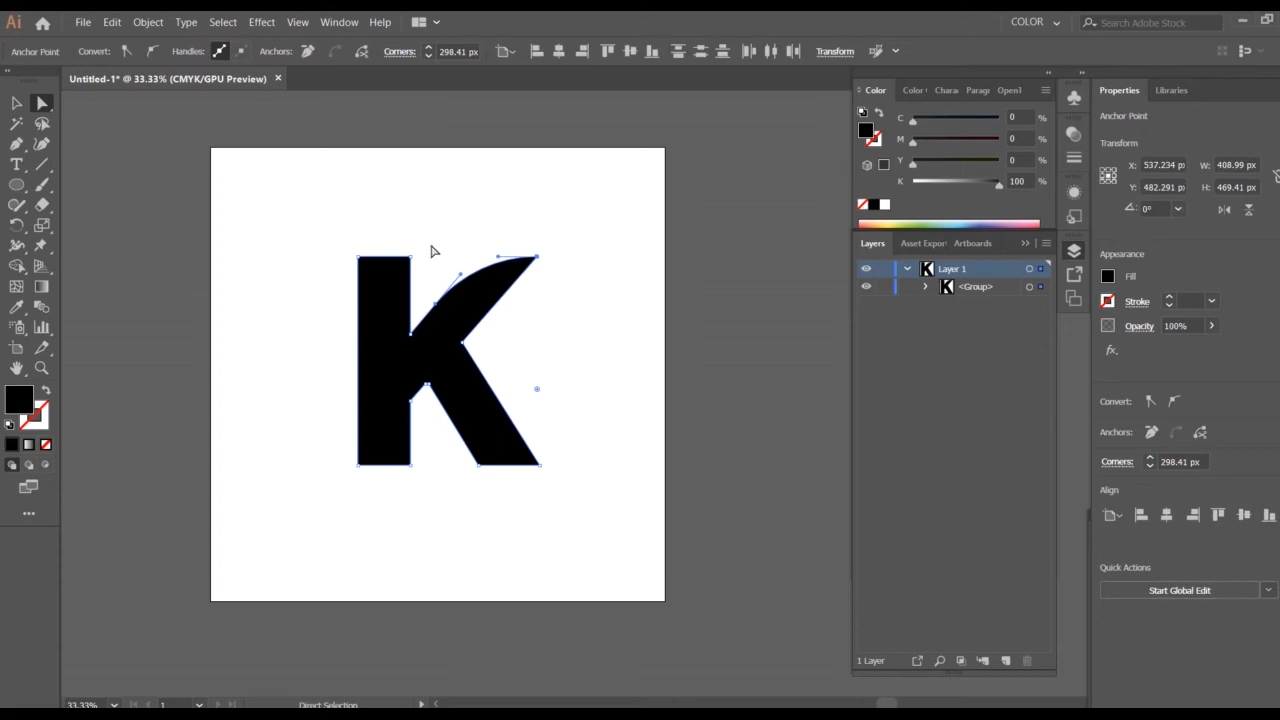 Ai File Edit Object Type Select Effect View Window Help COLOR Search Adobe Stock
Anchor Point Convert: Handles: Anchors: Corners: 298.41 px Transform
Untitled-1* @ 33.33% (CMYK/GPU Preview) ×
Color Color Chara Paragr OpenT
C 0 %
M 0 %
Y 0 %
K 100 %
Layers Asset Expor Artboards
Layer 1
<Group>
1 Layer
Properties Libraries
Anchor Point
Transform
X: 537.234 p W: 408.99 px
Y: 482.291 p H: 469.41 px
0°
Appearance
Fill
Stroke
Opacity 100%
fx.
Convert:
Anchors:
Corners: 298.41 px
Align
Quick Actions
Start Global Edit
K
33.33% 1 Direct Selection